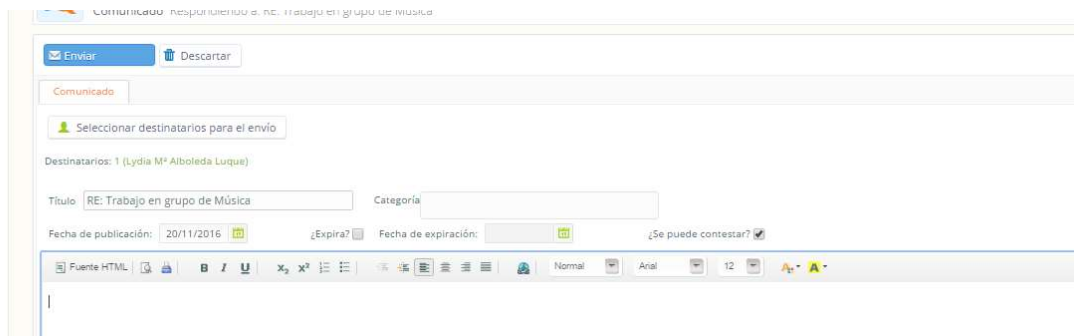 Comunicado Respondiendo a: RE: Trabajo en grupo de Música
Enviar Descartar
Comunicado
Seleccionar destinatarios para el envío
Destinatarios: 1 (Lydia Mª Alboleda Luque)
Título RE: Trabajo en grupo de Música Categoría
Fecha de publicación: 20/11/2016 ¿Expira? Fecha de expiración: ¿Se puede contestar?
Fuente HTML B I U X₂ X² Normal Arial 12 A A